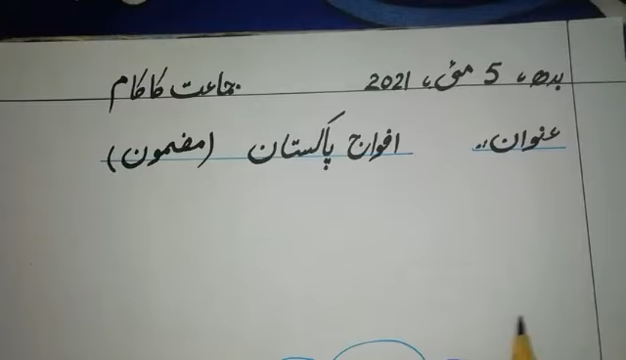 بدھ، 5 مئی، 2021 جماعت کا کام
عنوان:۔ افواج پاکستان (مضمون)